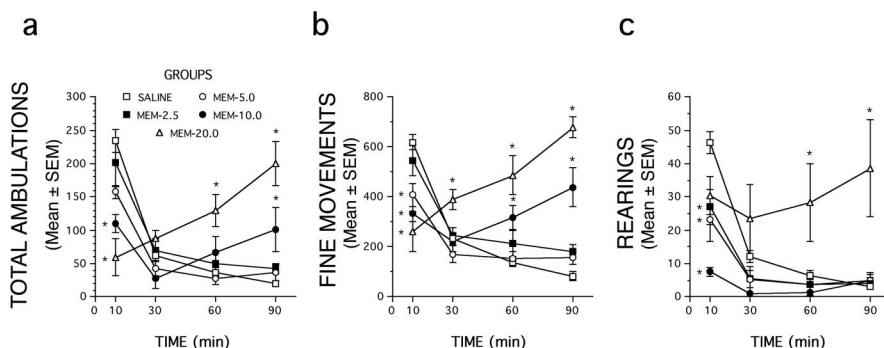 a
b
c
GROUPS
SALINE
MEM-5.0
MEM-2.5
MEM-10.0
MEM-20.0
TOTAL AMBULATIONS
(Mean ± SEM)
300
250
200
150
100
50
0
*
*
*
*
*
10
30
60
90
TIME (min)
FINE MOVEMENTS
(Mean ± SEM)
800
600
400
200
0
*
*
*
*
*
*
*
*
10
30
60
90
TIME (min)
REARINGS
(Mean ± SEM)
60
50
40
30
20
10
0
*
*
*
*
*
10
30
60
90
TIME (min)